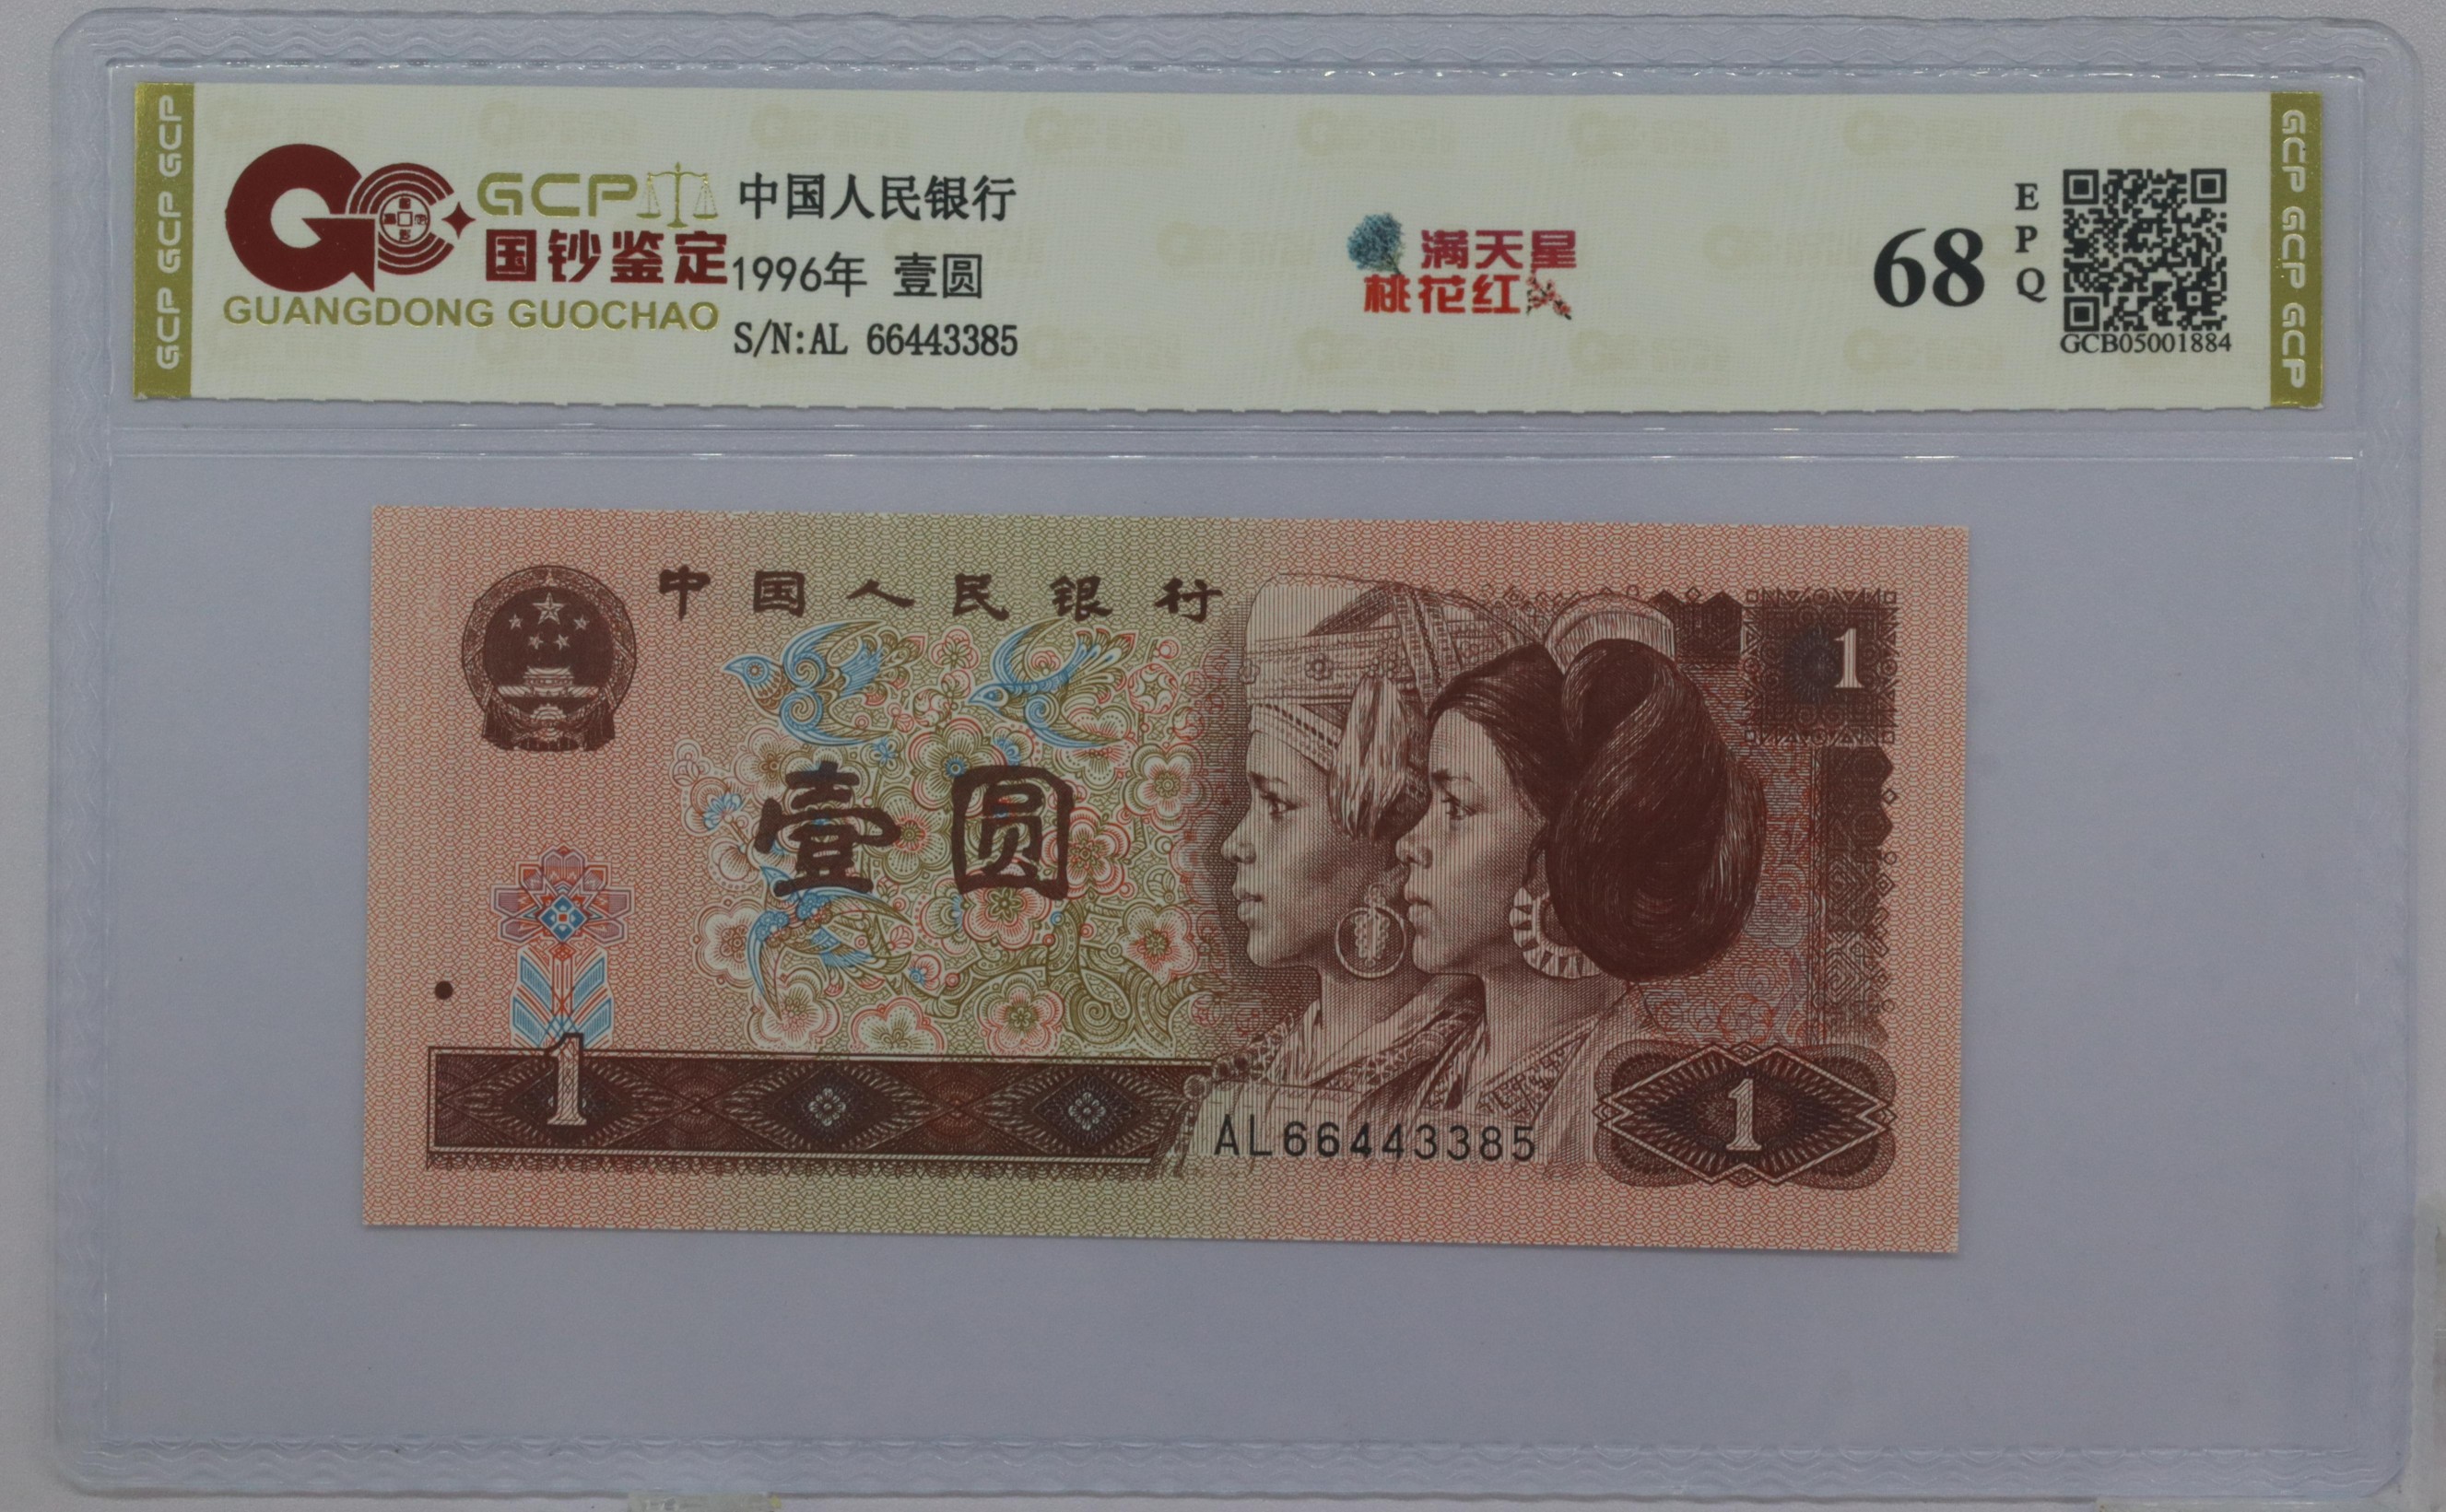 GCP GCP GCP
GCP
国钞鉴定
GUANGDONG GUOCHAO
中国人民银行
1996年 壹圆
S/N:AL 66443385
满天星
桃花红
68
E
P
Q
GCB05001884
GCP GCP GCP
中国人民银行
1
壹圆
1
AL66443385
1